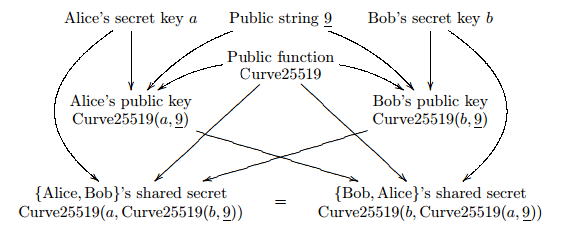 Alice's secret key a
Public string 9
Bob's secret key b
Public function
Curve25519
Alice's public key
Curve25519(a, 9)
Bob's public key
Curve25519(b, 9)
{Alice, Bob}'s shared secret
Curve25519(a, Curve25519(b, 9))
=
{Bob, Alice}'s shared secret
Curve25519(b, Curve25519(a, 9))